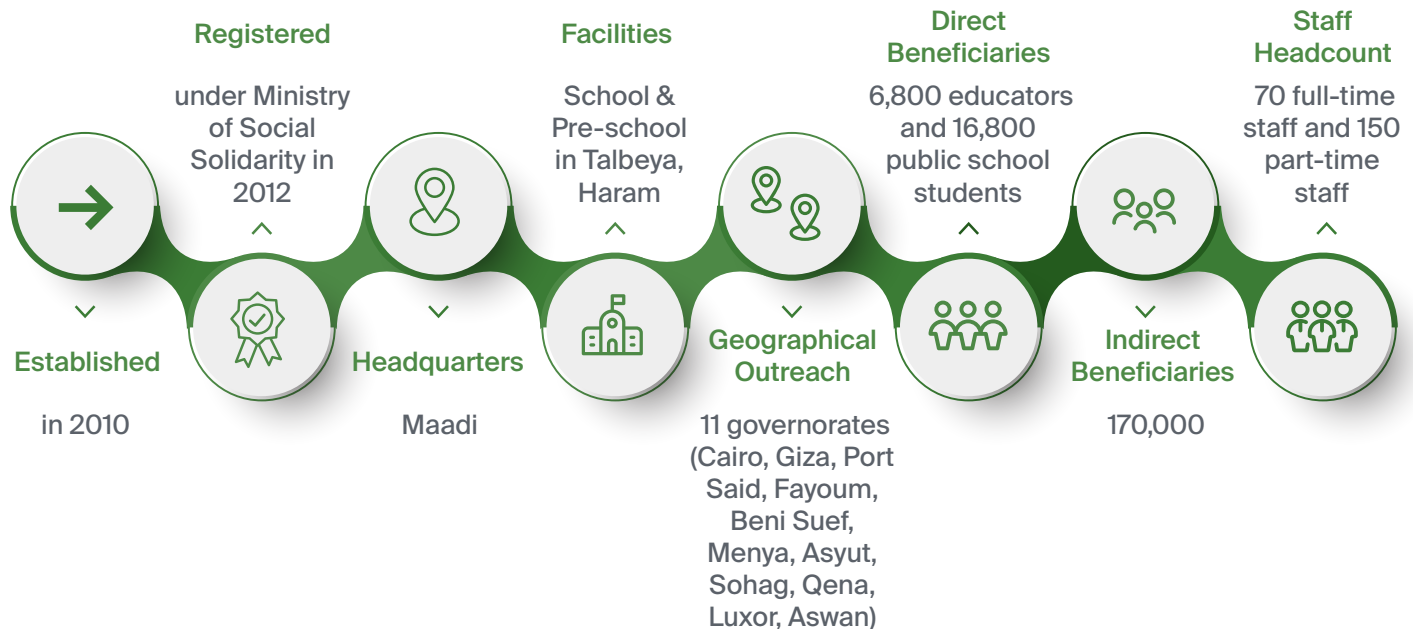 Established
in 2010
Registered
under Ministry
of Social
Solidarity in
2012
Headquarters
Maadi
Facilities
School &
Pre-school
in Talbeya,
Haram
Geographical
Outreach
11 governorates
(Cairo, Giza, Port
Said, Fayoum,
Beni Suef,
Menya, Asyut,
Sohag, Qena,
Luxor, Aswan)
Direct
Beneficiaries
6,800 educators
and 16,800
public school
students
Indirect
Beneficiaries
170,000
Staff
Headcount
70 full-time
staff and 150
part-time
staff